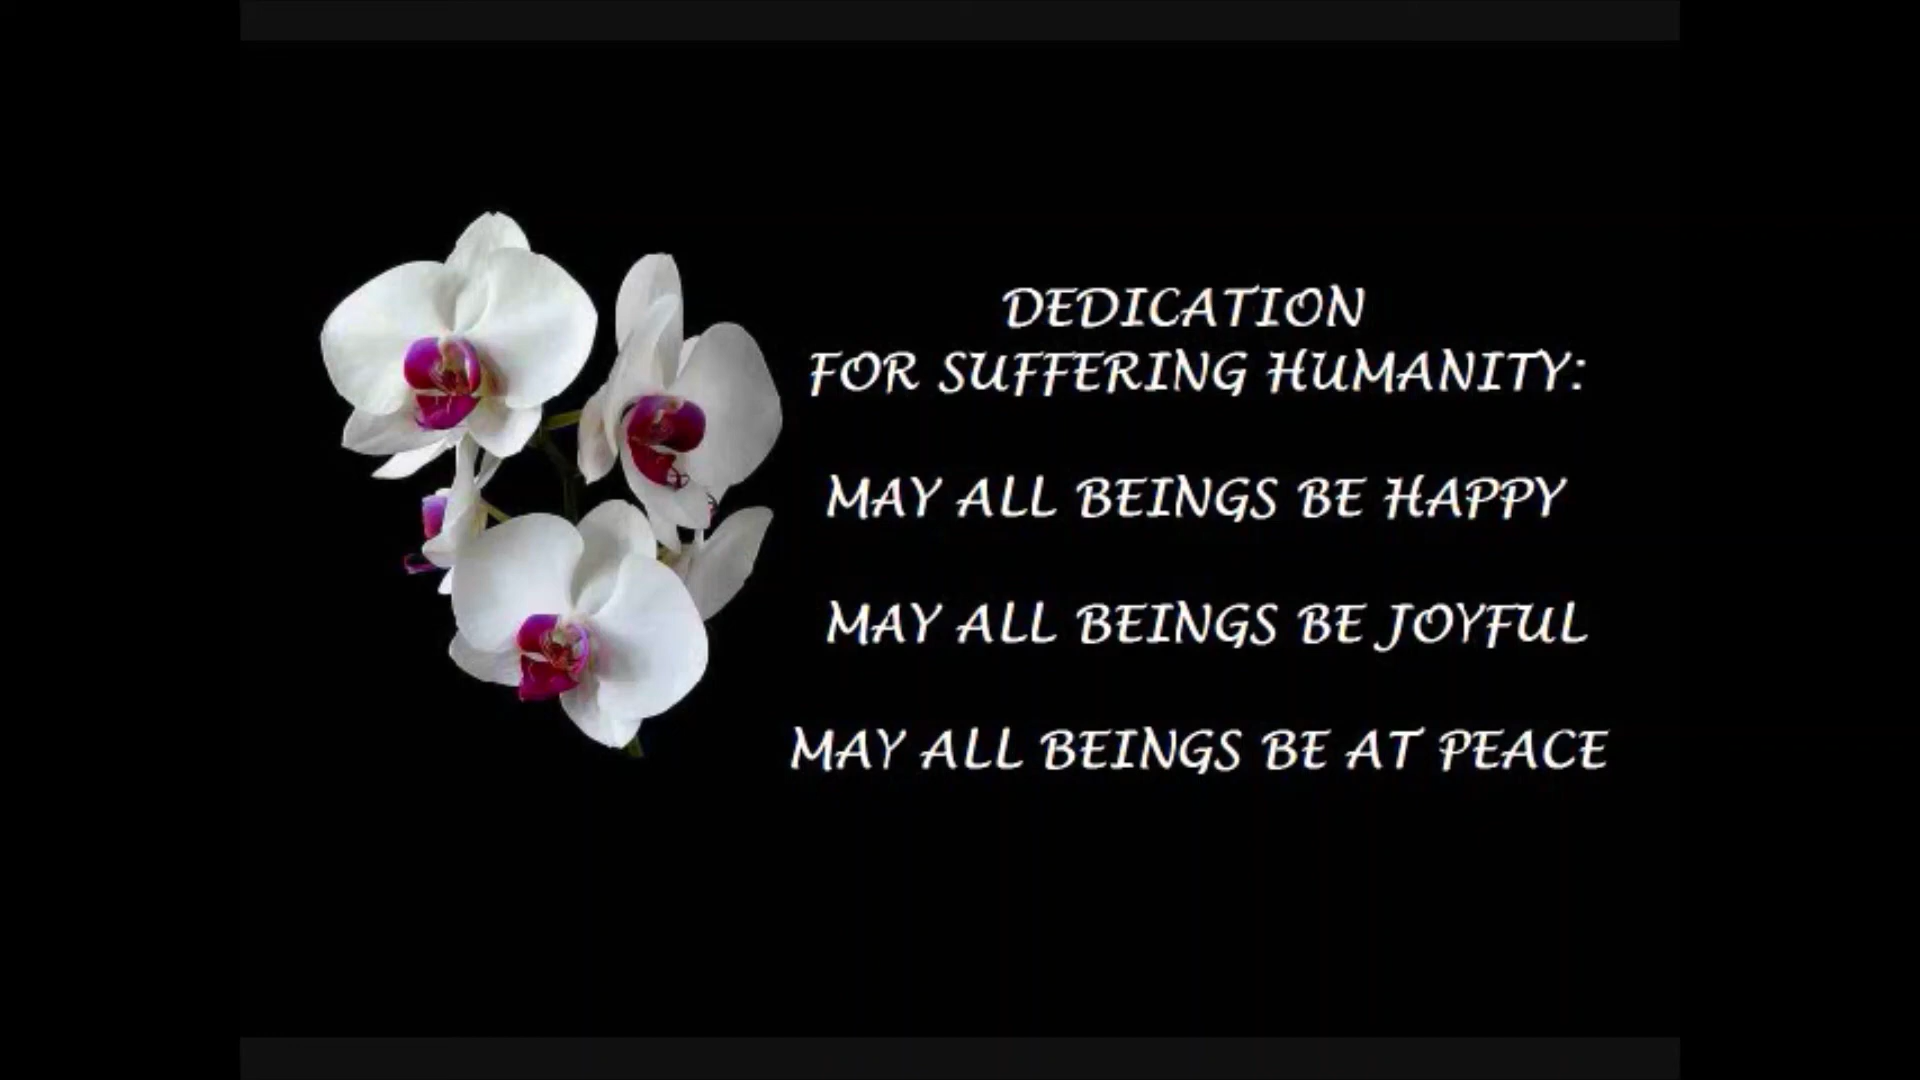 DEDICATION
FOR SUFFERING HUMANITY:
MAY ALL BEINGS BE HAPPY
MAY ALL BEINGS BE JOYFUL
MAY ALL BEINGS BE AT PEACE